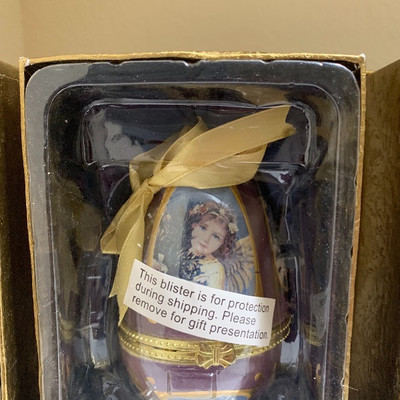 This blister is for protection
during shipping. Please
remove for gift presentation.